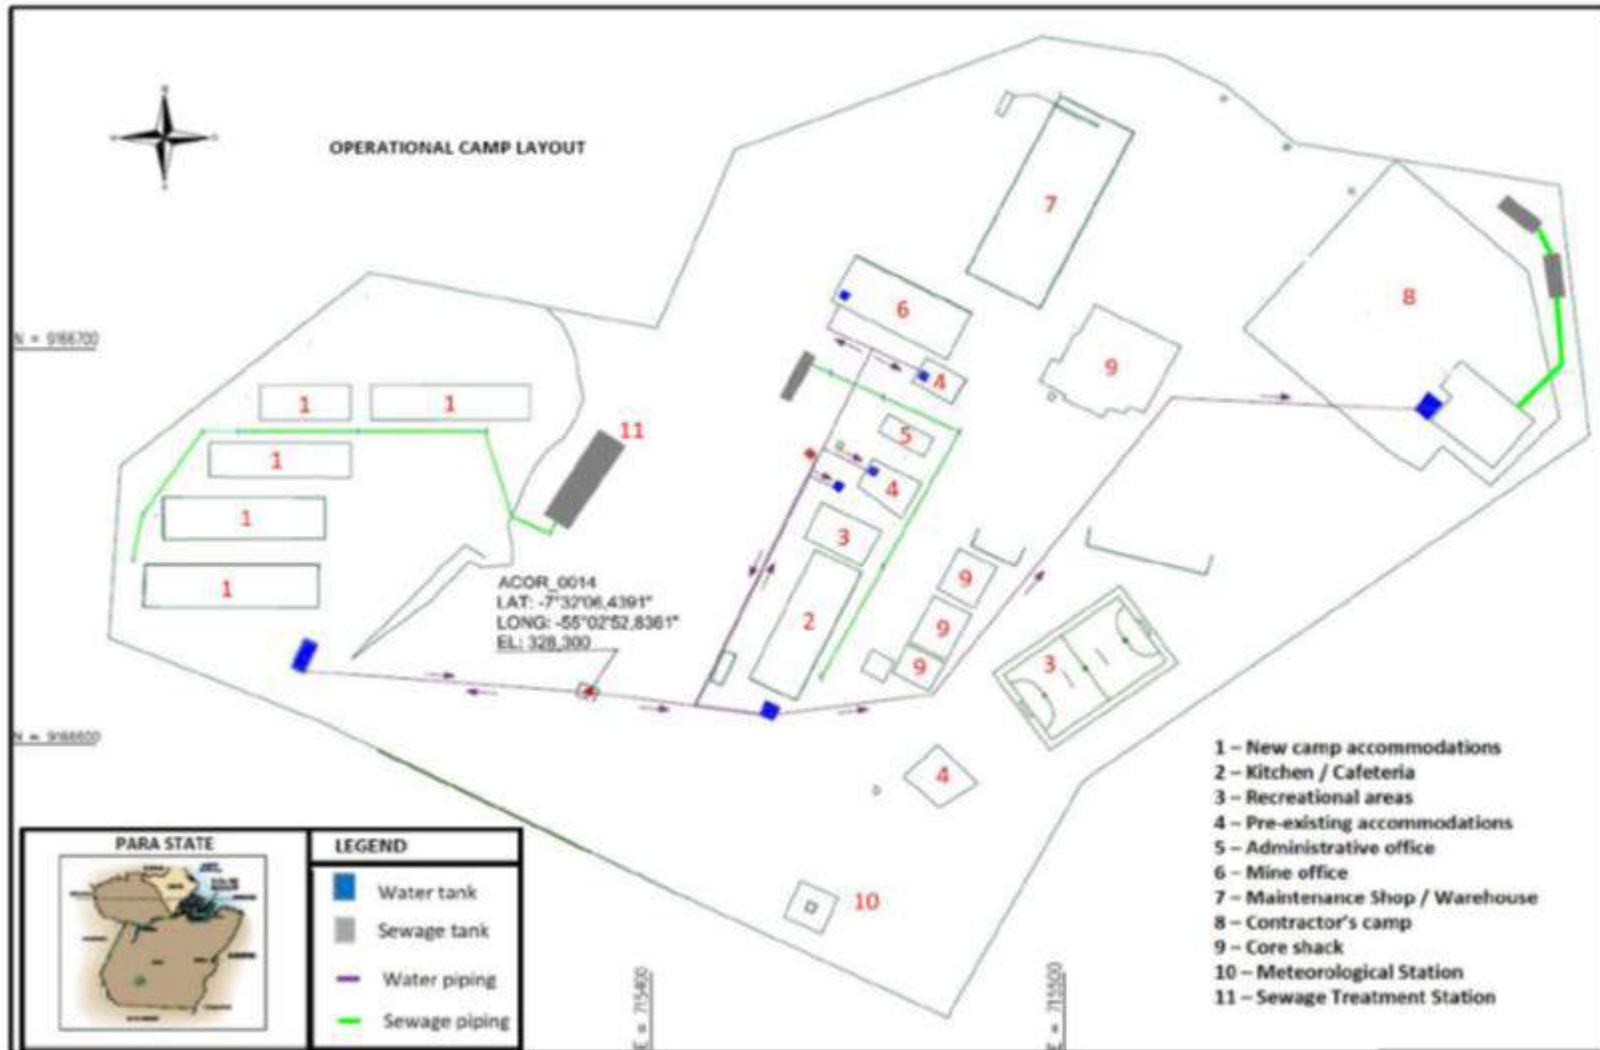 OPERATIONAL CAMP LAYOUT
7
6
8
N = 9166700
4
9
1
1
11
5
1
4
1
3
ACOR_0014
LAT: -7°32'06,4391"
LONG: -55°02'52,8361"
EL: 328,300
9
1
2
9
9
3
N = 9166600
4
10
1 – New camp accommodations
2 – Kitchen / Cafeteria
3 – Recreational areas
4 – Pre-existing accommodations
5 – Administrative office
6 – Mine office
7 – Maintenance Shop / Warehouse
8 – Contractor's camp
9 – Core shack
10 – Meteorological Station
11 – Sewage Treatment Station
PARA STATE
LEGEND
Water tank
Sewage tank
Water piping
Sewage piping
E = 715400
E = 715500